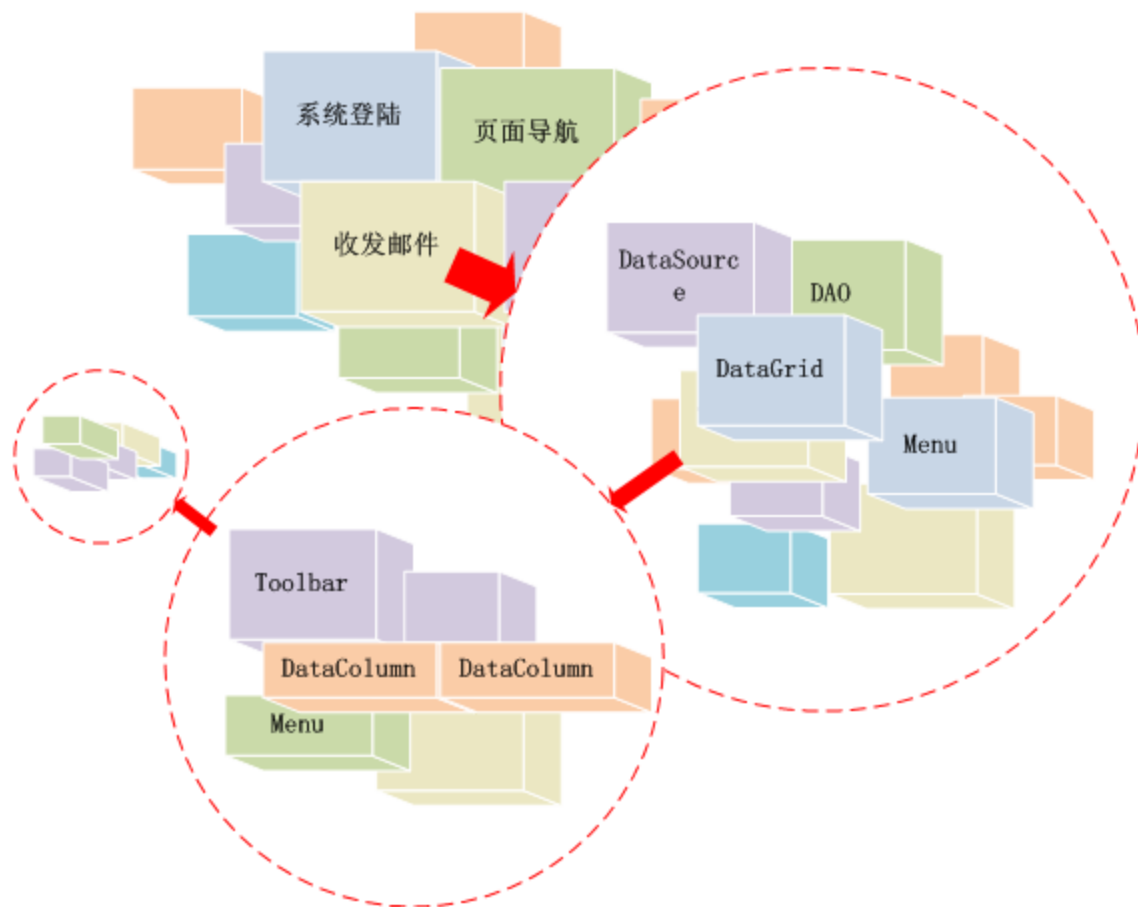 系统登陆
页面导航
收发邮件
DataSourc
e
DAO
DataGrid
Menu
Toolbar
DataColumn
DataColumn
Menu